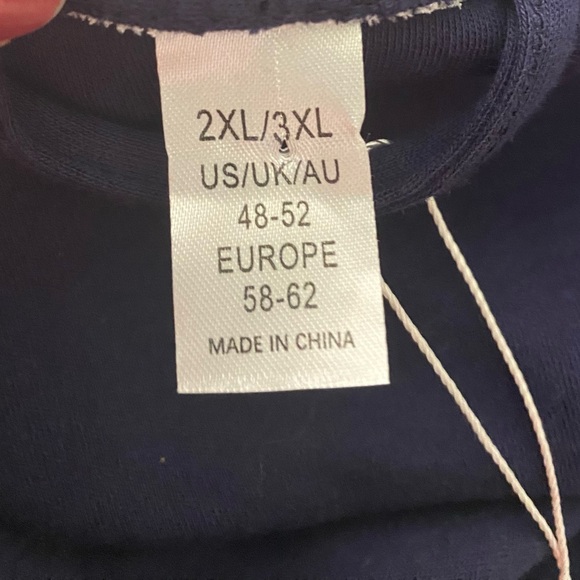 2XL/3XL
US/UK/AU
48-52
EUROPE
58-62
MADE IN CHINA